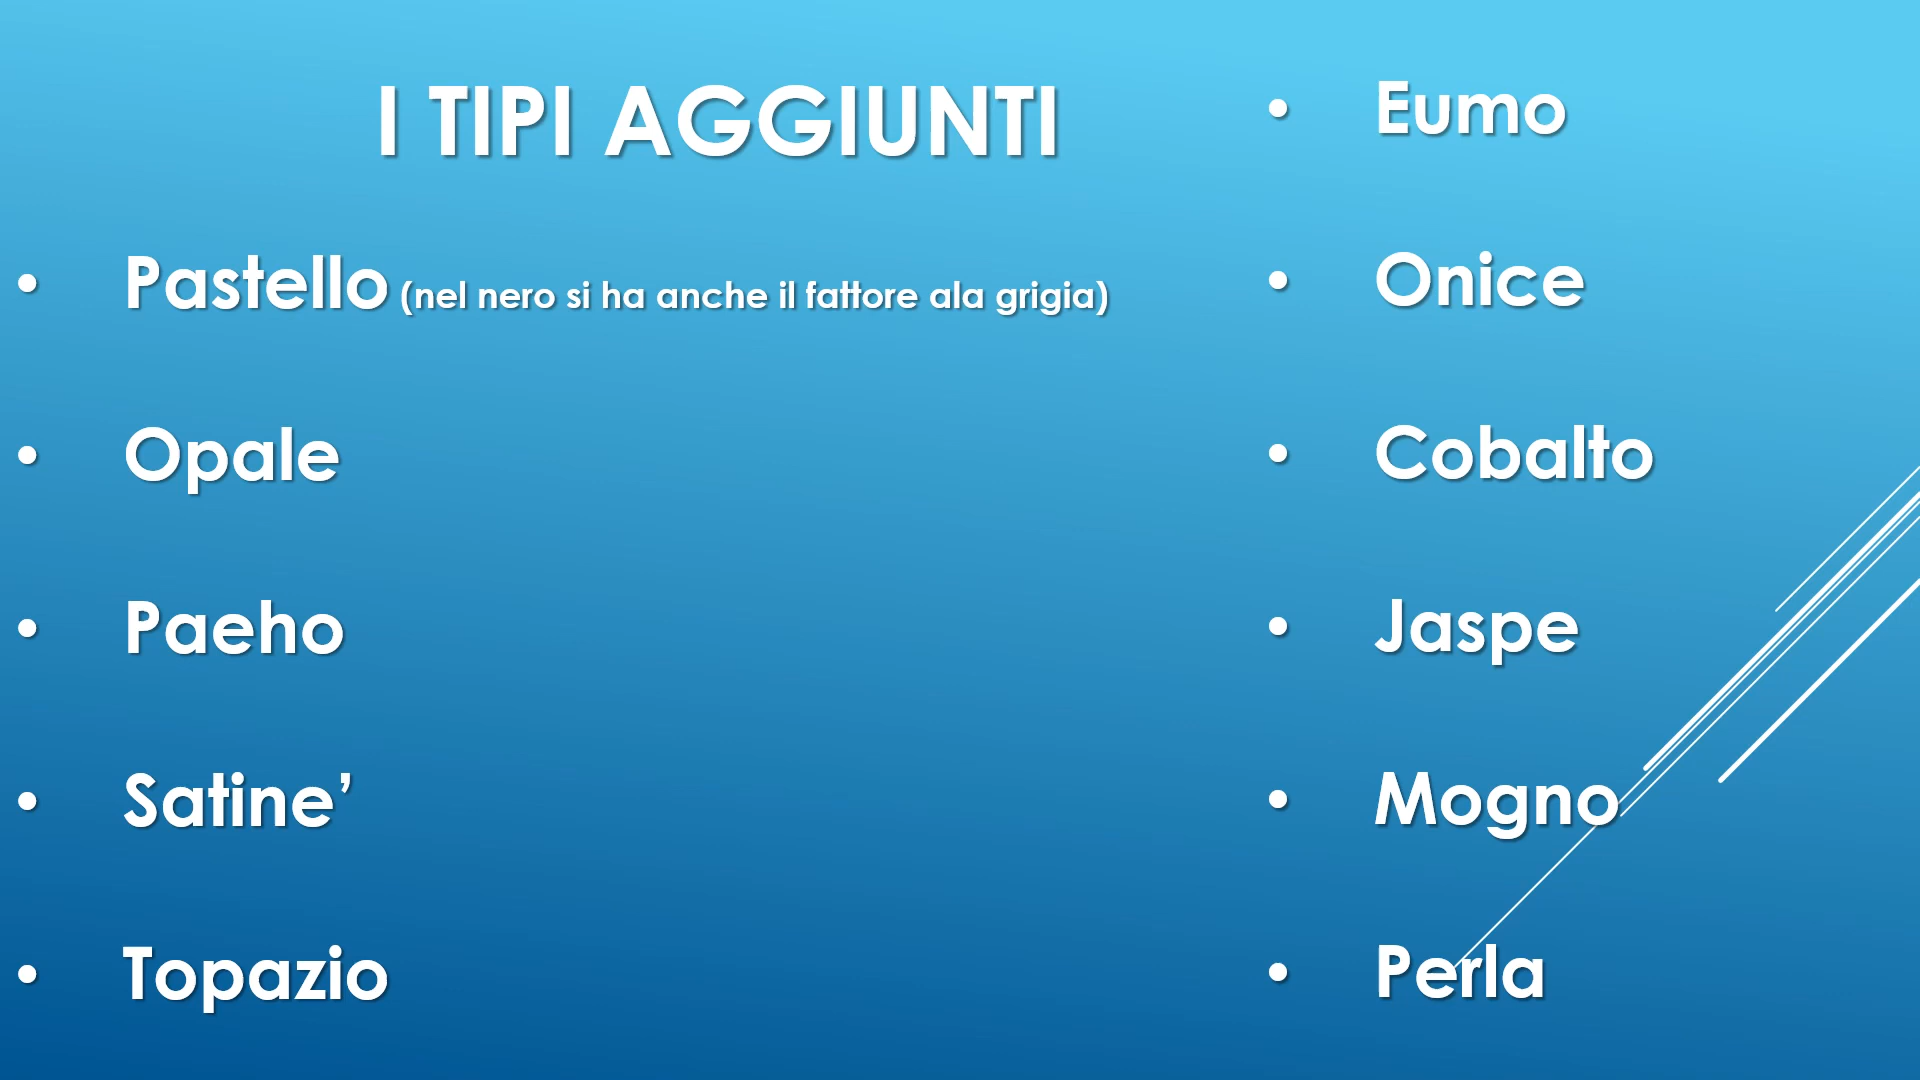 I TIPI AGGIUNTI
• Pastello (nel nero si ha anche il fattore ala grigia)
• Opale
• Paeho
• Satine’
• Topazio
• Eumo
• Onice
• Cobalto
• Jaspe
• Mogno
• Perla